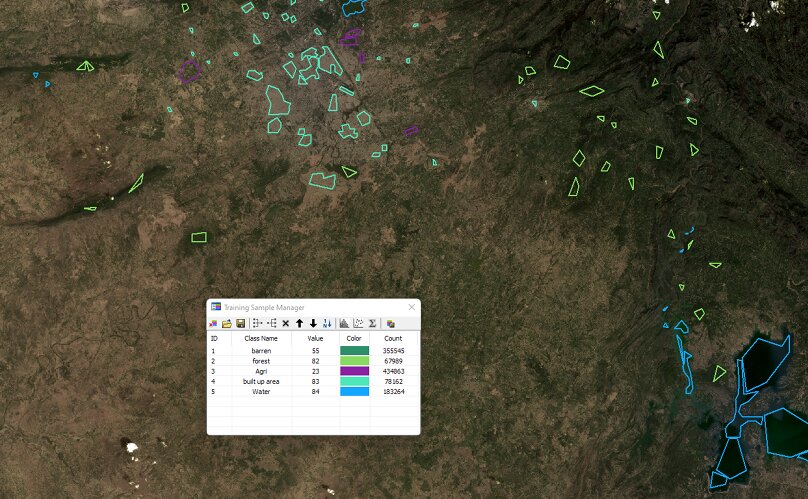 Training Sample Manager
ID Class Name Value Color Count
1 barren 55 355545
2 forest 82 67989
3 Agri 23 434863
4 built up area 83 78162
5 Water 84 183264